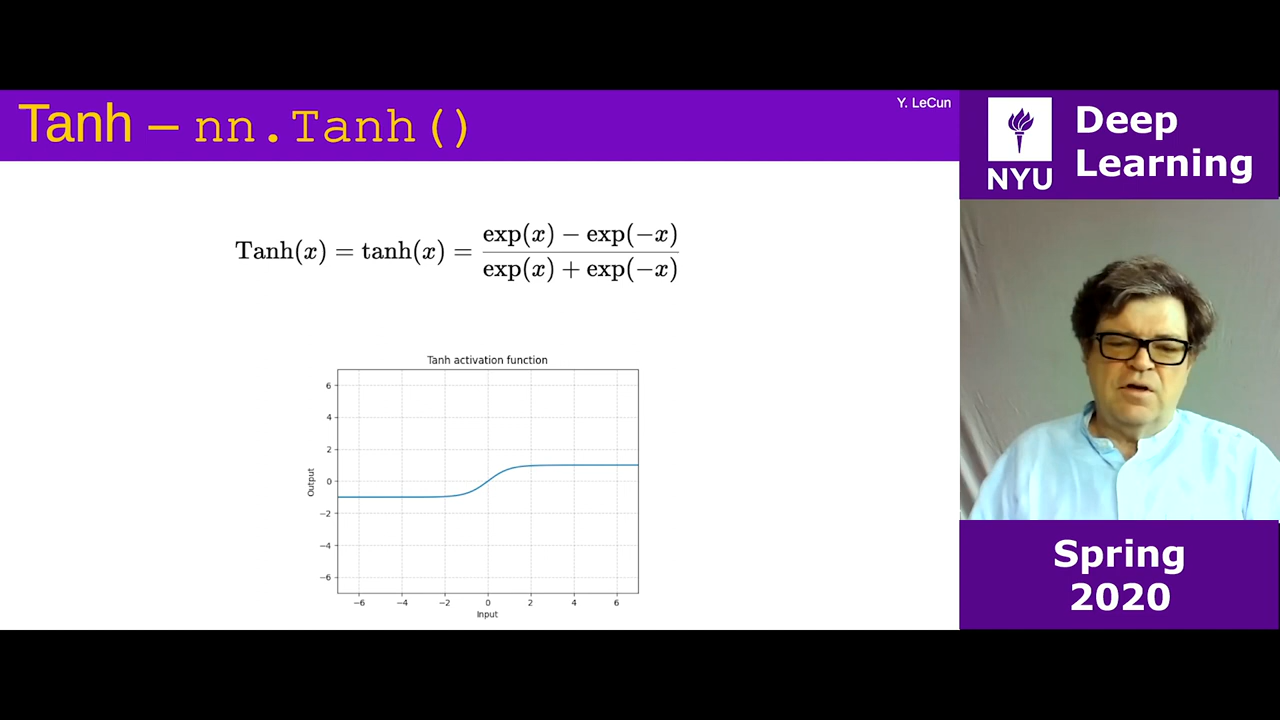 Tanh – nn.Tanh()
Y. LeCun
Tanh(x) = tanh(x) = exp(x) − exp(−x) / exp(x) + exp(−x)
Tanh activation function
6
4
2
0
−2
−4
−6
Output
−6 −4 −2 0 2 4 6
Input
NYU
Deep
Learning
Spring
2020